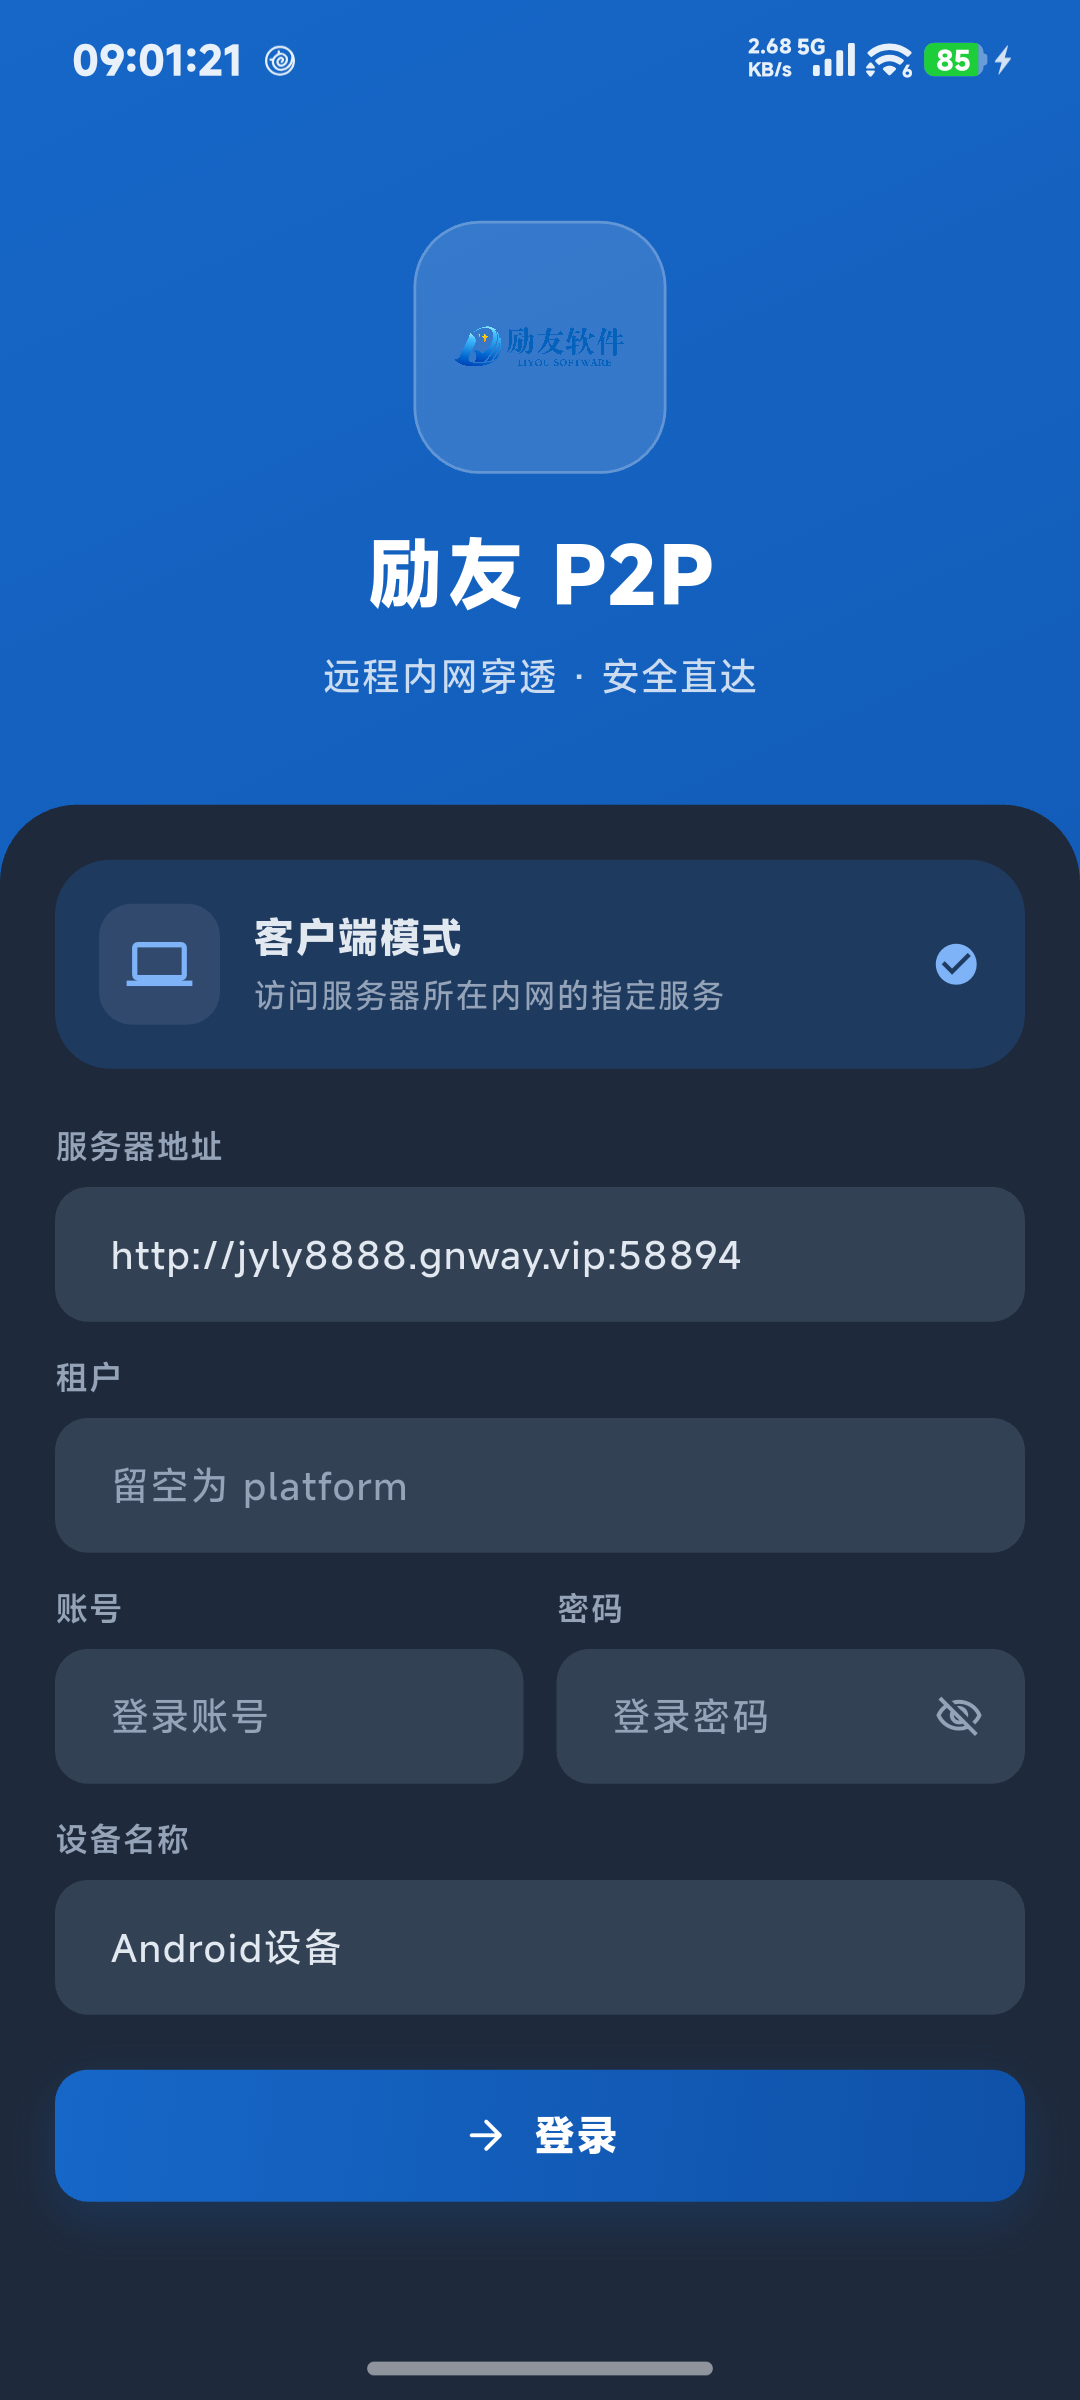 09:01:21
2.68 KB/s 5G 6 85
励友软件
LIYOU SOFTWARE
励友 P2P
远程内网穿透 · 安全直达
客户端模式
访问服务器所在内网的指定服务
服务器地址
http://jyly8888.gnway.vip:58894
租户
留空为 platform
账号 密码
登录账号 登录密码
设备名称
Android设备
登录